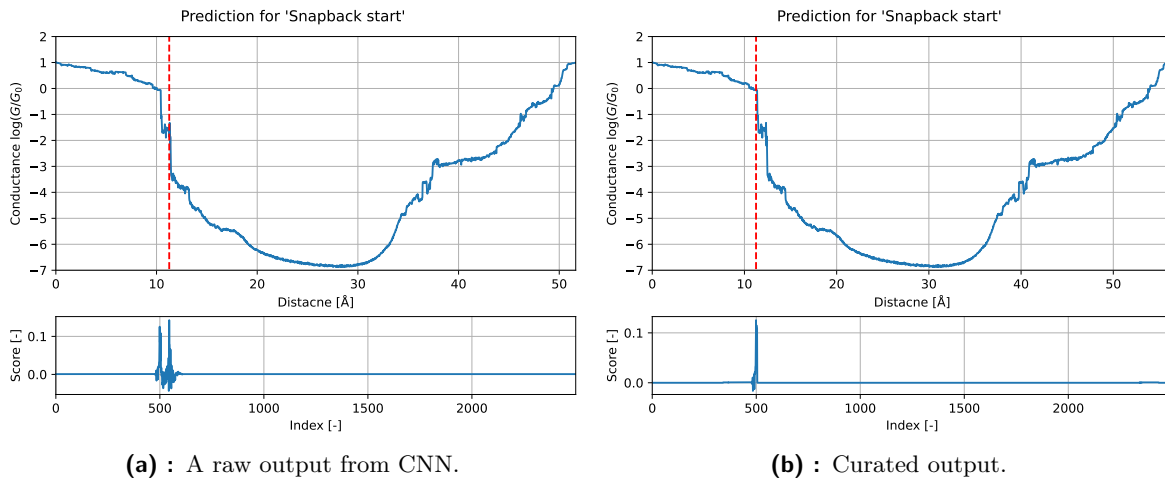 Prediction for 'Snapback start'
Conductance log(G/G₀)
2
1
0
−1
−2
−3
−4
−5
−6
−7
0 10 20 30 40 50
Distacne [Å]
Score [-]
0.1
0.0
0 500 1000 1500 2000
Index [-]
(a) : A raw output from CNN.
Prediction for 'Snapback start'
Conductance log(G/G₀)
2
1
0
−1
−2
−3
−4
−5
−6
−7
0 10 20 30 40 50
Distacne [Å]
Score [-]
0.1
0.0
0 500 1000 1500 2000
Index [-]
(b) : Curated output.